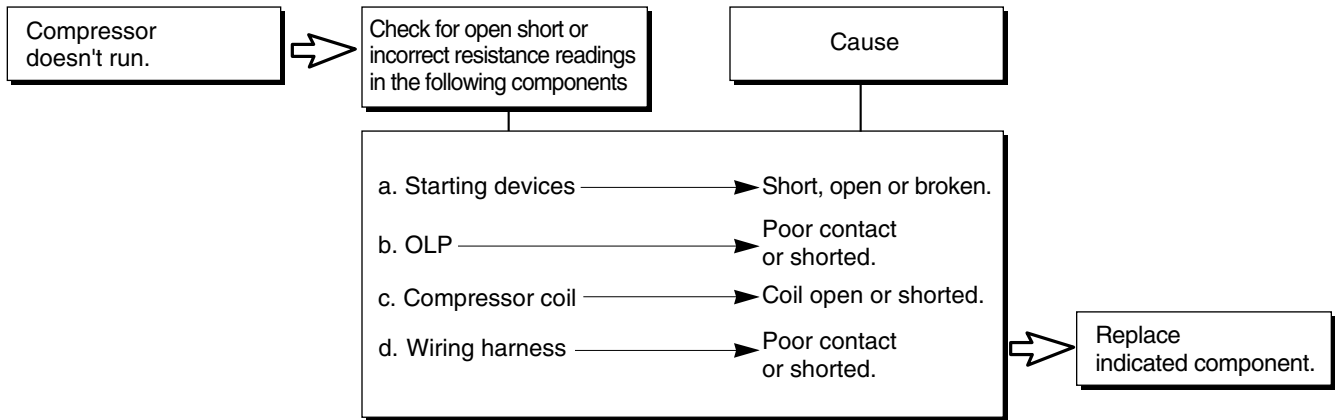 Compressor
doesn't run.
Check for open short or
incorrect resistance readings
in the following components
Cause
a. Starting devices
Short, open or broken.
b. OLP
Poor contact
or shorted.
c. Compressor coil
Coil open or shorted.
d. Wiring harness
Poor contact
or shorted.
Replace
indicated component.